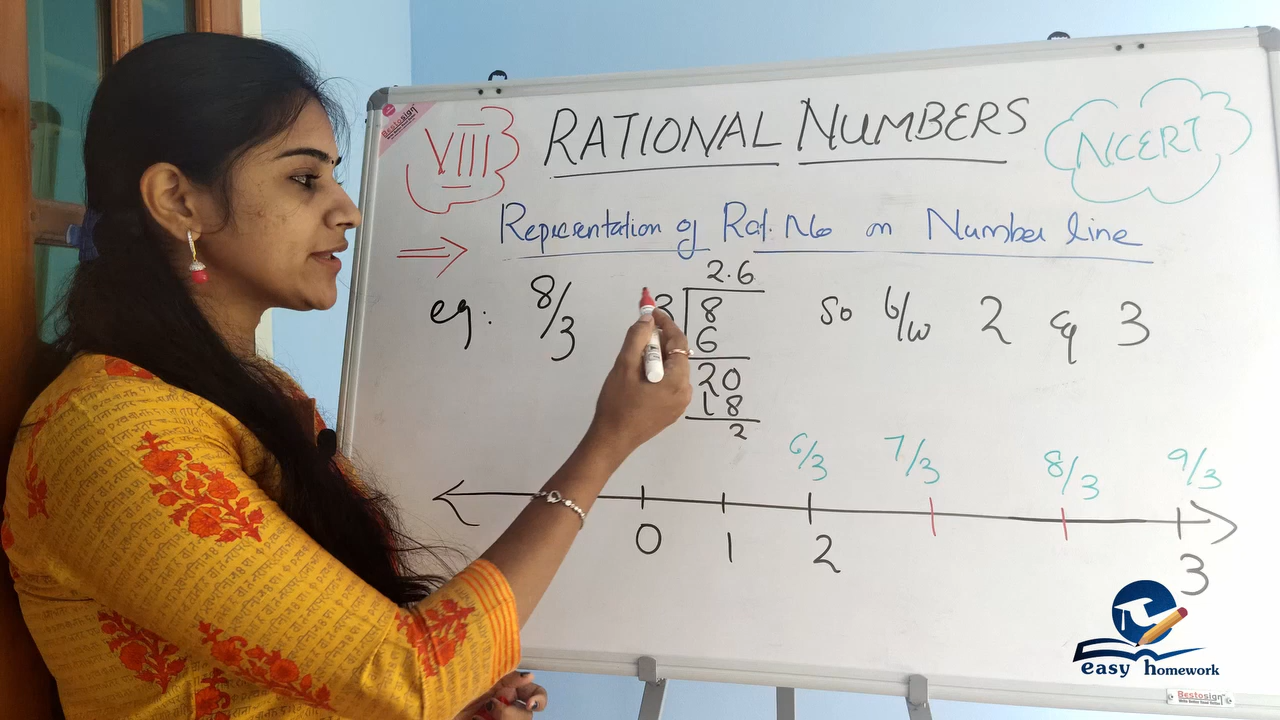 Bestosign
VIII
RATIONAL NUMBERS
NCERT
Representation of Rat. No on Number line
eg: 8/3
2.6
3 8
6
20
18
2
so b/w 2 & 3
6/3 7/3 8/3 9/3
0 1 2 3
easy homework
Bestosign